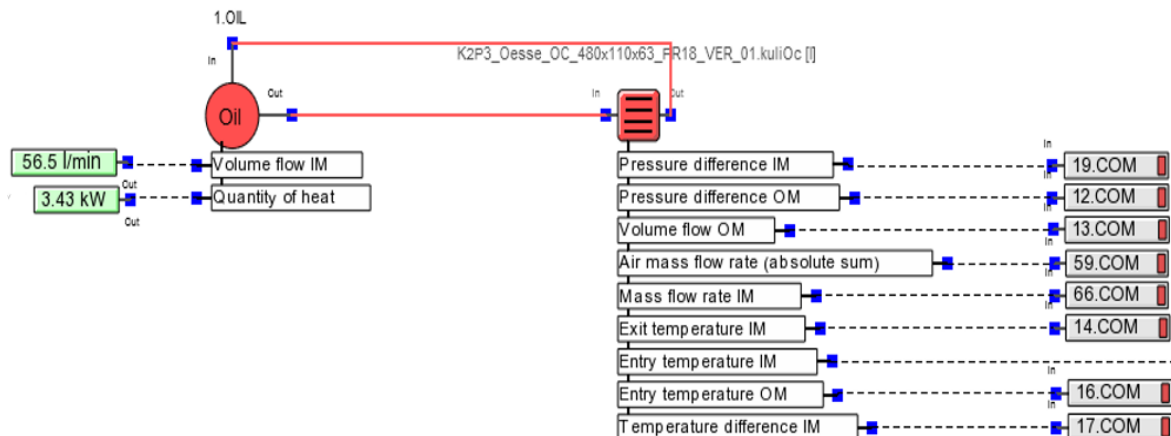 1.OIL
K2P3_Oesse_OC_480x110x63_PR18_VER_01.kuliOc [I]
In
Out
In
Out
Oil
56.5 l/min
Out
Volume flow IM
3.43 kW
Out
Quantity of heat
Pressure difference IM
In
19.COM
Pressure difference OM
In
12.COM
Volume flow OM
In
13.COM
Air mass flow rate (absolute sum)
In
59.COM
Mass flow rate IM
In
66.COM
Exit temperature IM
In
14.COM
Entry temperature IM
Entry temperature OM
In
16.COM
Temperature difference IM
In
17.COM